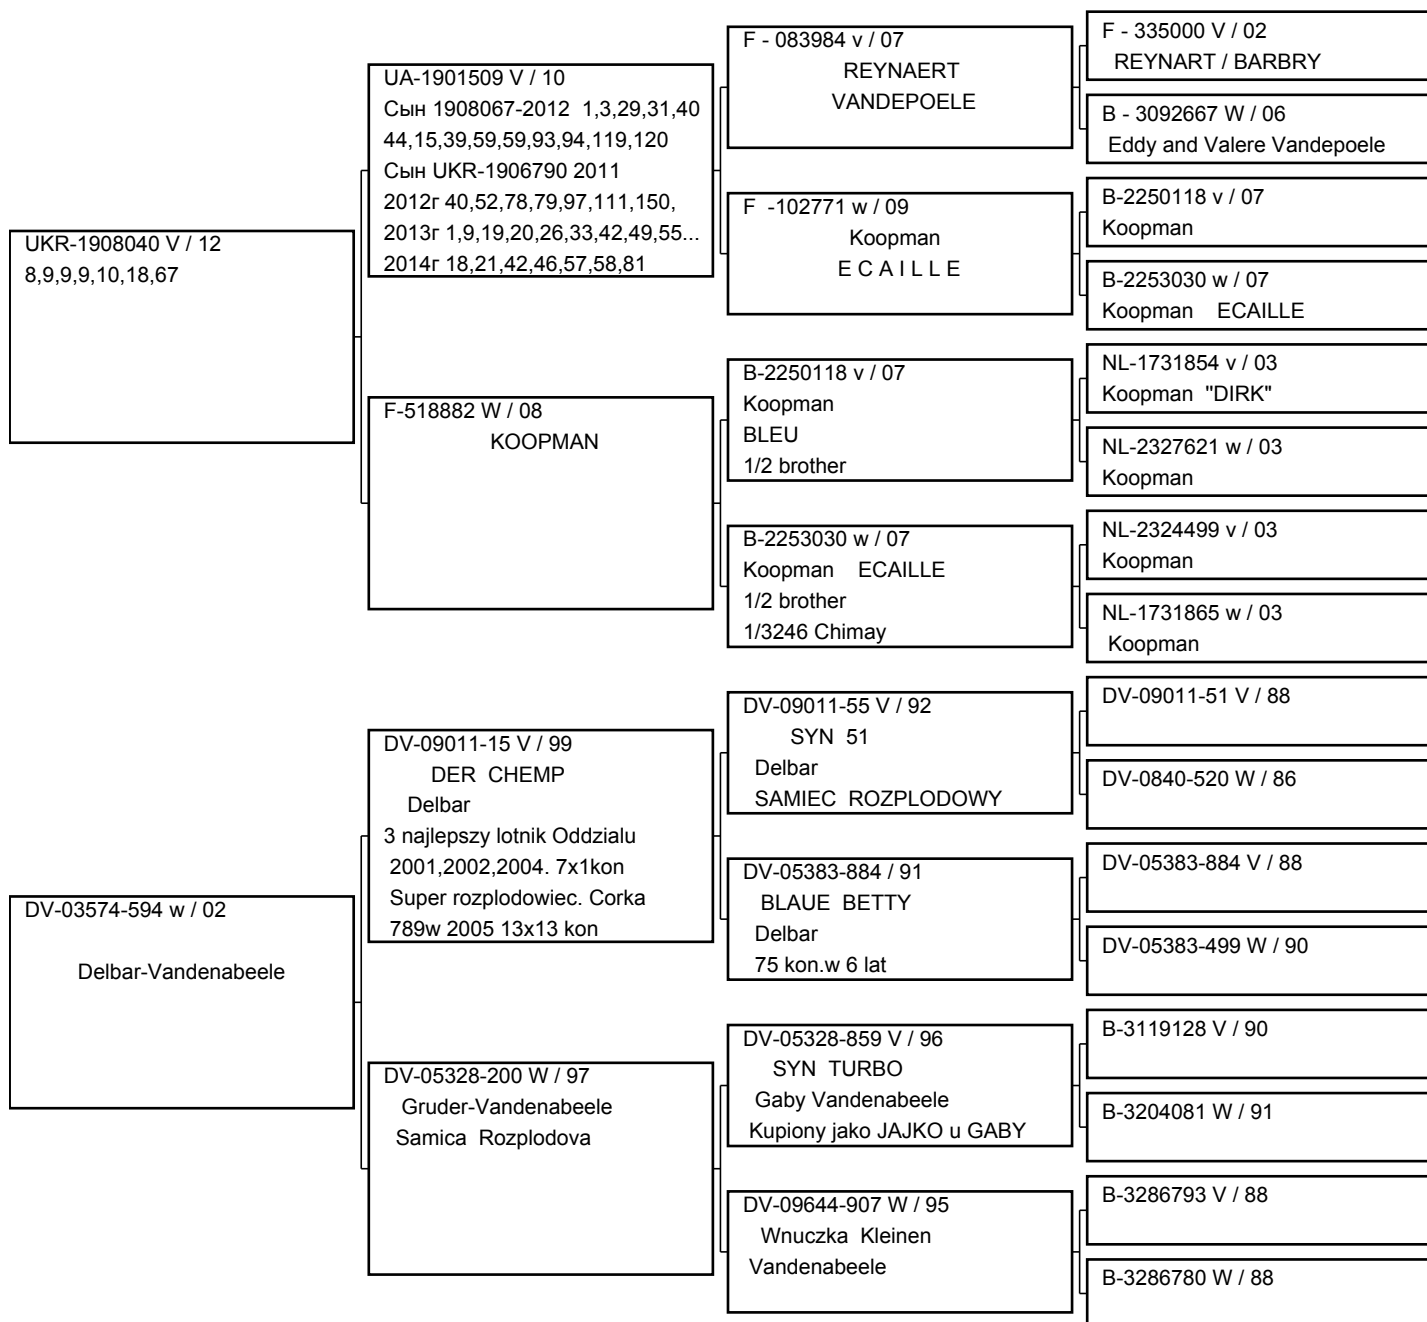 UKR-1908040 V / 12
8,9,9,9,10,18,67
DV-03574-594 w / 02
Delbar-Vandenabeele
UA-1901509 V / 10
Сын 1908067-2012 1,3,29,31,40
44,15,39,59,59,93,94,119,120
Сын UKR-1906790 2011
2012г 40,52,78,79,97,111,150,
2013г 1,9,19,20,26,33,42,49,55...
2014г 18,21,42,46,57,58,81
F-518882 W / 08
KOOPMAN
DV-09011-15 V / 99
DER CHEMP
Delbar
3 najlepszy lotnik Oddzialu
2001,2002,2004. 7x1kon
Super rozplodowiec. Corka
789w 2005 13x13 kon
DV-05328-200 W / 97
Gruder-Vandenabeele
Samica Rozplodova
F - 083984 v / 07
REYNAERT
VANDEPOELE
F -102771 w / 09
Koopman
E C A I L L E
B-2250118 v / 07
Koopman
BLEU
1/2 brother
B-2253030 w / 07
Koopman ECAILLE
1/2 brother
1/3246 Chimay
DV-09011-55 V / 92
SYN 51
Delbar
SAMIEC ROZPLODOWY
DV-05383-884 / 91
BLAUE BETTY
Delbar
75 kon.w 6 lat
DV-05328-859 V / 96
SYN TURBO
Gaby Vandenabeele
Kupiony jako JAJKO u GABY
DV-09644-907 W / 95
Wnuczka Kleinen
Vandenabeele
F - 335000 V / 02
REYNART / BARBRY
B - 3092667 W / 06
Eddy and Valere Vandepoele
B-2250118 v / 07
Koopman
B-2253030 w / 07
Koopman ECAILLE
NL-1731854 v / 03
Koopman "DIRK"
NL-2327621 w / 03
Koopman
NL-2324499 v / 03
Koopman
NL-1731865 w / 03
Koopman
DV-09011-51 V / 88
DV-0840-520 W / 86
DV-05383-884 V / 88
DV-05383-499 W / 90
B-3119128 V / 90
B-3204081 W / 91
B-3286793 V / 88
B-3286780 W / 88